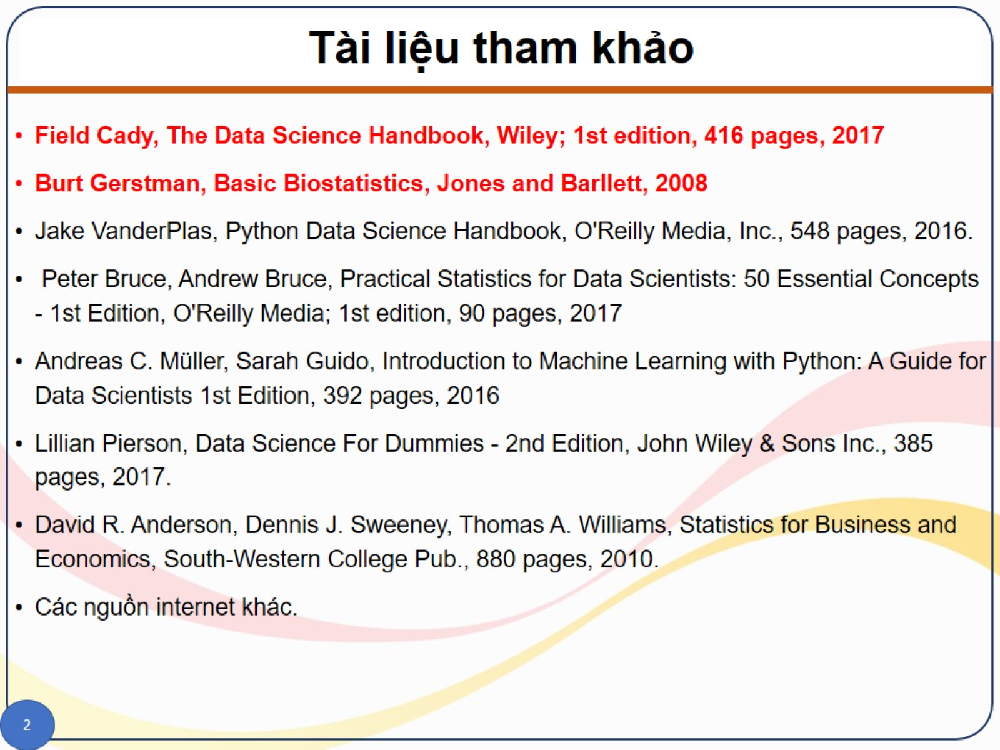 Tài liệu tham khảo
• Field Cady, The Data Science Handbook, Wiley; 1st edition, 416 pages, 2017
• Burt Gerstman, Basic Biostatistics, Jones and Barllett, 2008
• Jake VanderPlas, Python Data Science Handbook, O'Reilly Media, Inc., 548 pages, 2016.
• Peter Bruce, Andrew Bruce, Practical Statistics for Data Scientists: 50 Essential Concepts
- 1st Edition, O'Reilly Media; 1st edition, 90 pages, 2017
• Andreas C. Müller, Sarah Guido, Introduction to Machine Learning with Python: A Guide for
Data Scientists 1st Edition, 392 pages, 2016
• Lillian Pierson, Data Science For Dummies - 2nd Edition, John Wiley & Sons Inc., 385
pages, 2017.
• David R. Anderson, Dennis J. Sweeney, Thomas A. Williams, Statistics for Business and
Economics, South-Western College Pub., 880 pages, 2010.
• Các nguồn internet khác.
2